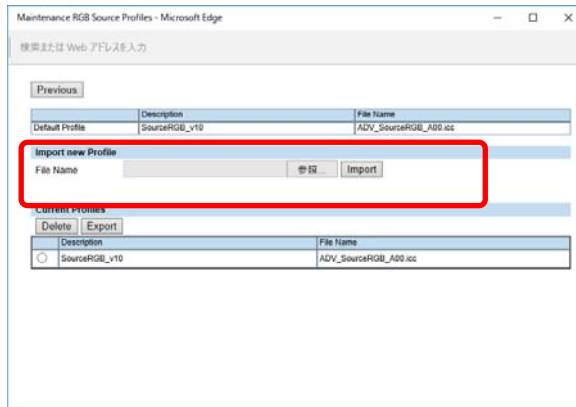 Maintenance RGB Source Profiles - Microsoft Edge
検索または Web アドレスを入力
Previous
Description File Name
Default Profile SourceRGB_v10 ADV_SourceRGB_A00.icc
Import new Profile
File Name 参照... Import
Current Profiles
Delete Export
Description File Name
SourceRGB_v10 ADV_SourceRGB_A00.icc